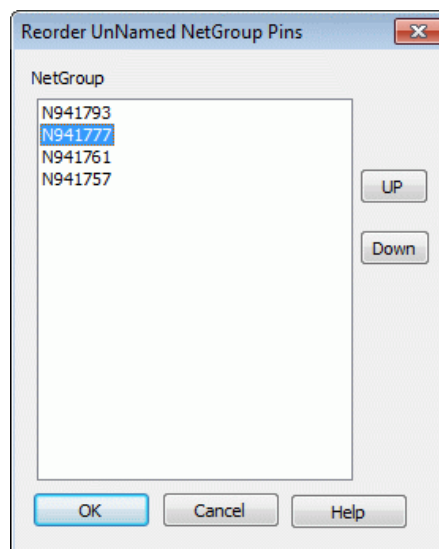 Reorder UnNamed NetGroup Pins
NetGroup
N941793
N941777
N941761
N941757
UP
Down
OK
Cancel
Help